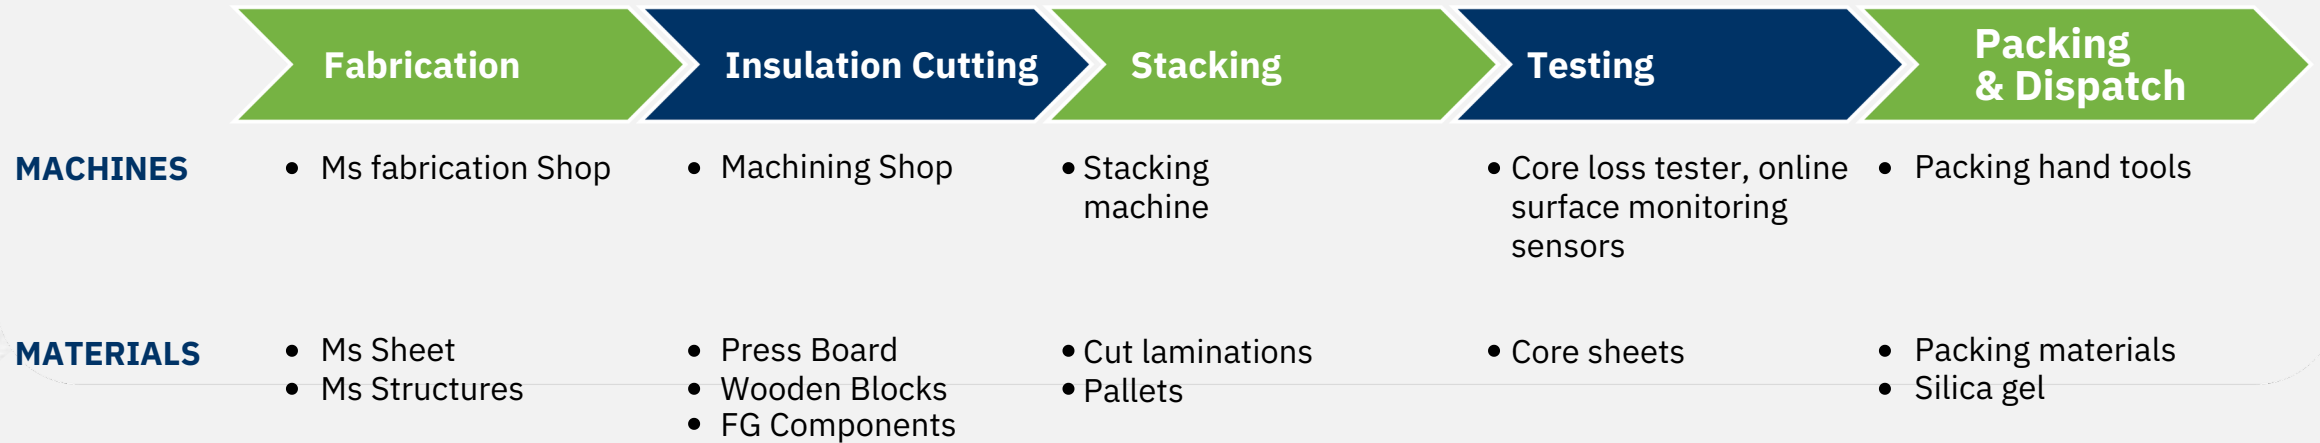 Fabrication
Insulation Cutting
Stacking
Testing
Packing
& Dispatch
MACHINES
• Ms fabrication Shop
• Machining Shop
• Stacking
machine
• Core loss tester, online
surface monitoring
sensors
• Packing hand tools
MATERIALS
• Ms Sheet
• Ms Structures
• Press Board
• Wooden Blocks
• FG Components
• Cut laminations
• Pallets
• Core sheets
• Packing materials
• Silica gel